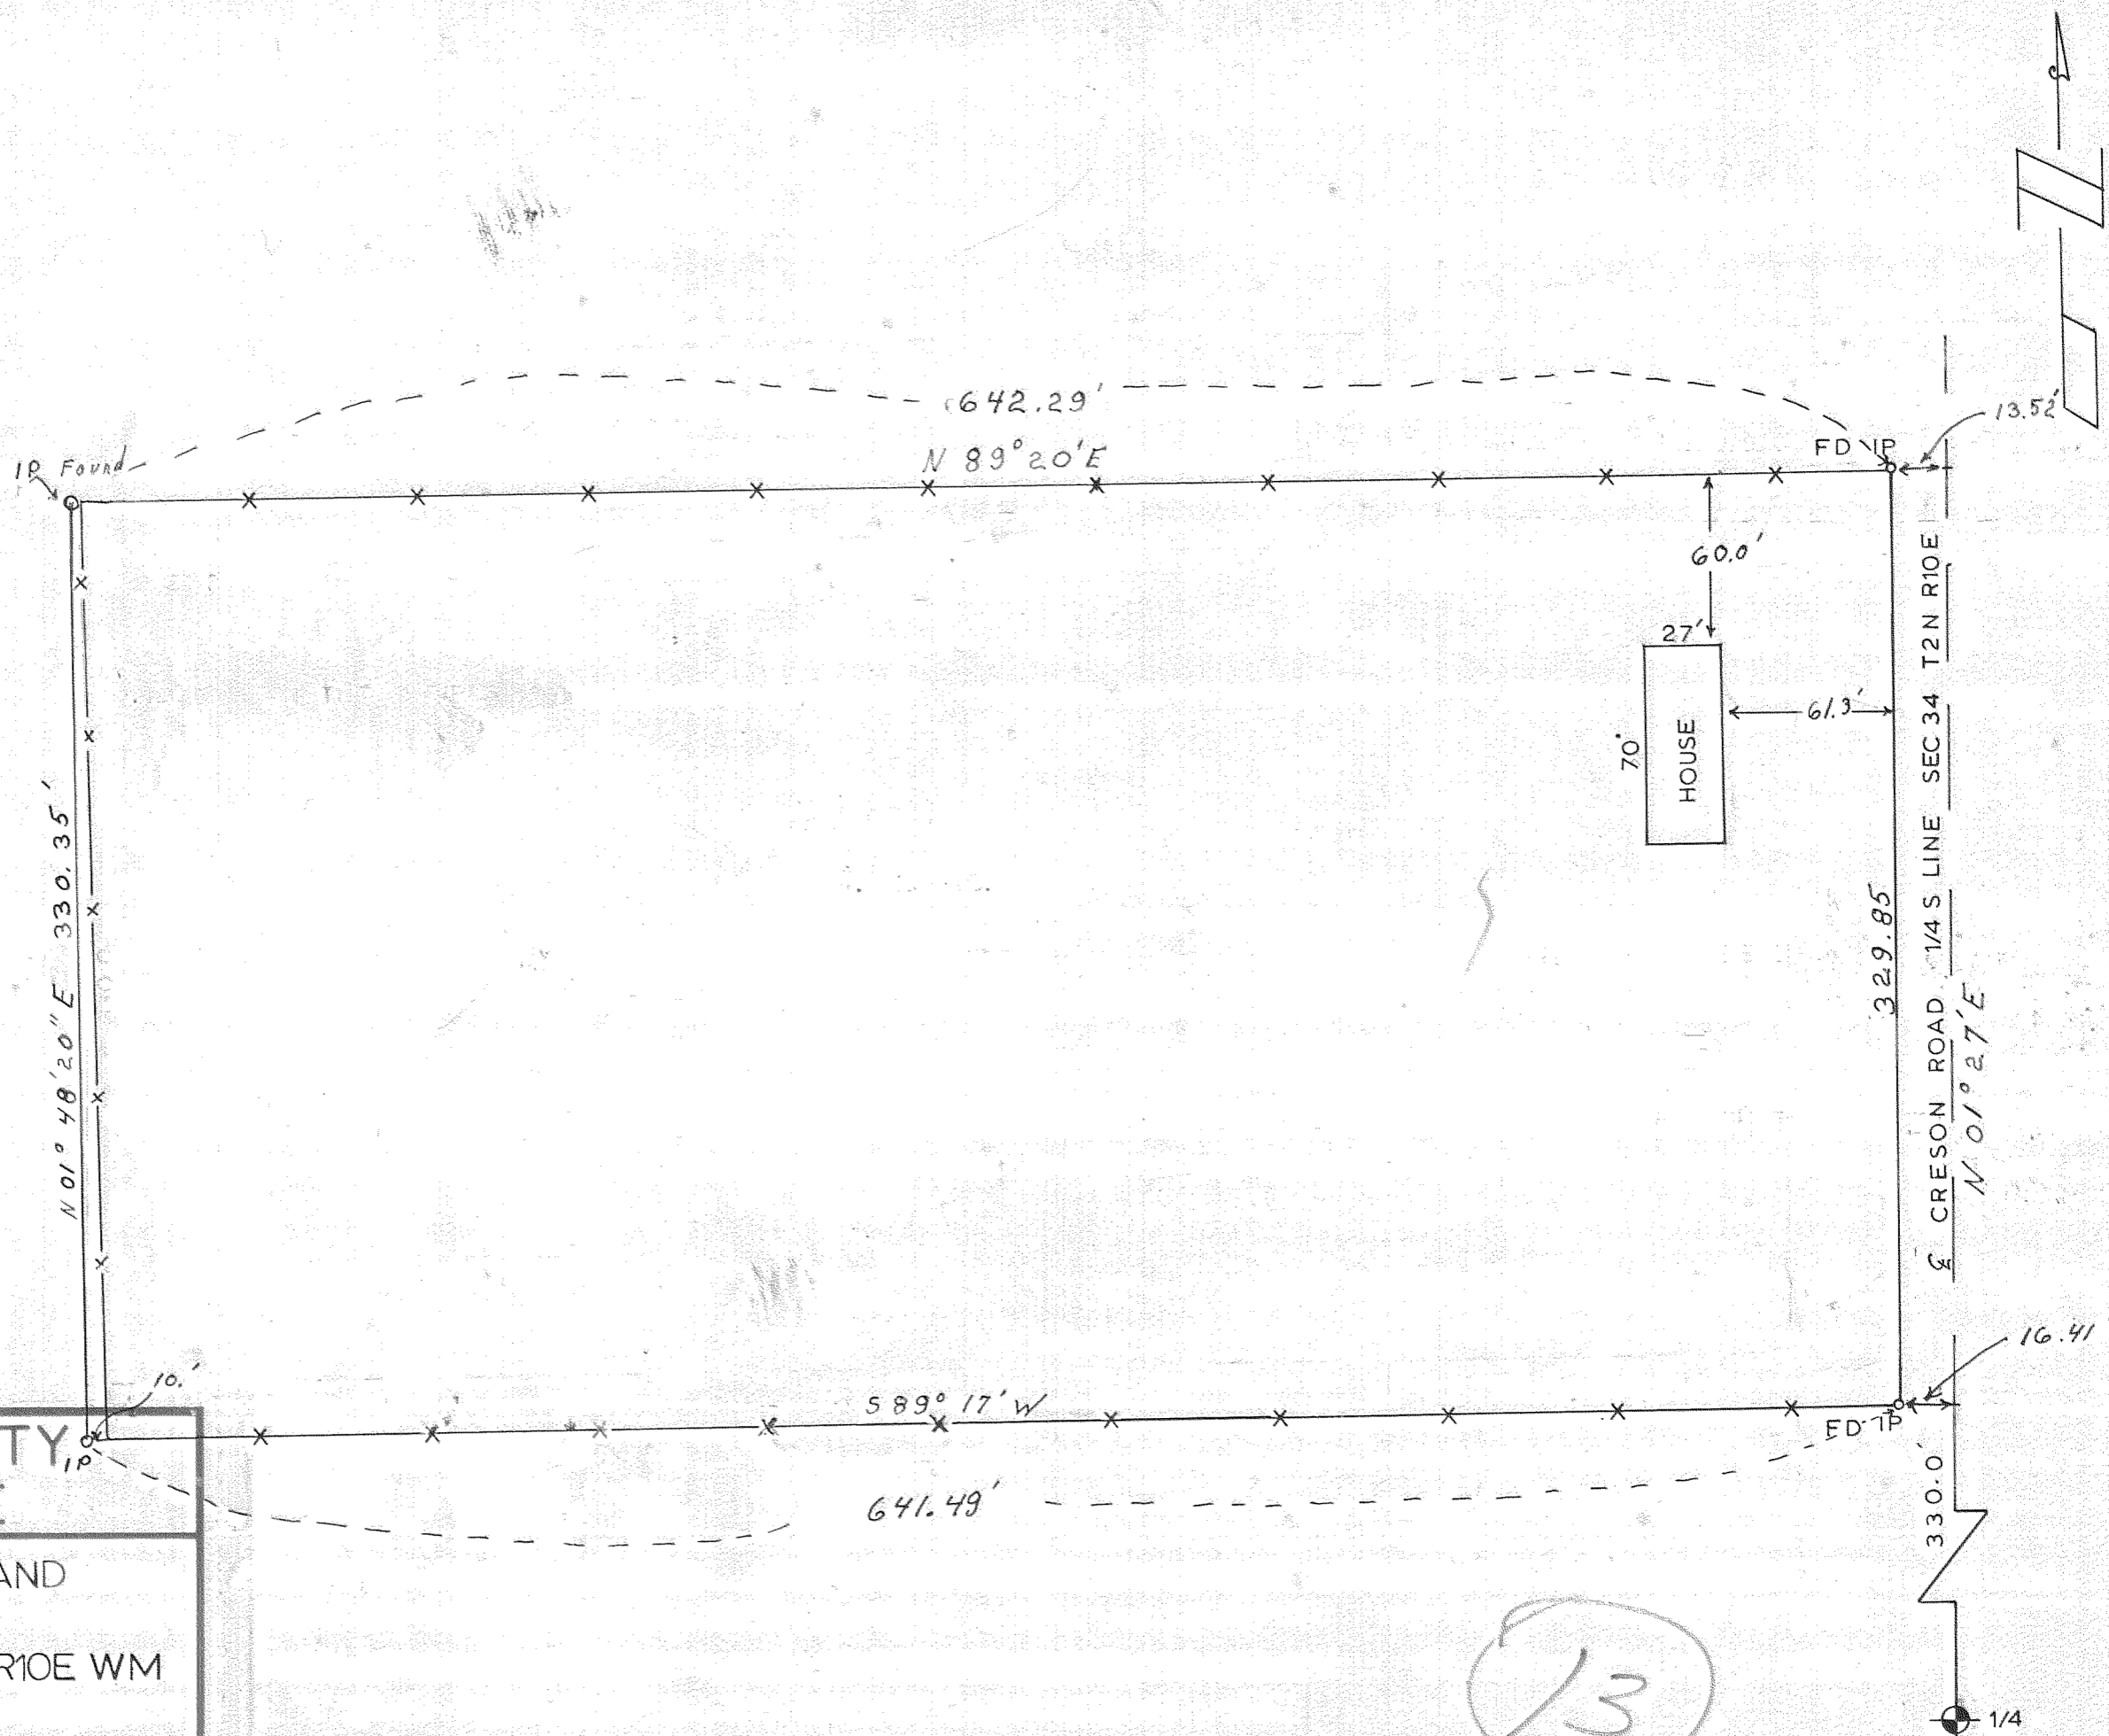 N
13.52'
642.29'
N 89° 20' E
FD IP
IP Found
60.0'
27'
61.3'
70'
HOUSE
N 01° 48' 20" E 330.35'
329.85
℄ CRESON ROAD 1/4 S LINE SEC 34 T2N R10E
N 01° 27' E
16.41
10.'
S 89° 17' W
FD IP
IP
641.49'
330.0'
TY
AND
R10E WM
13
1/4